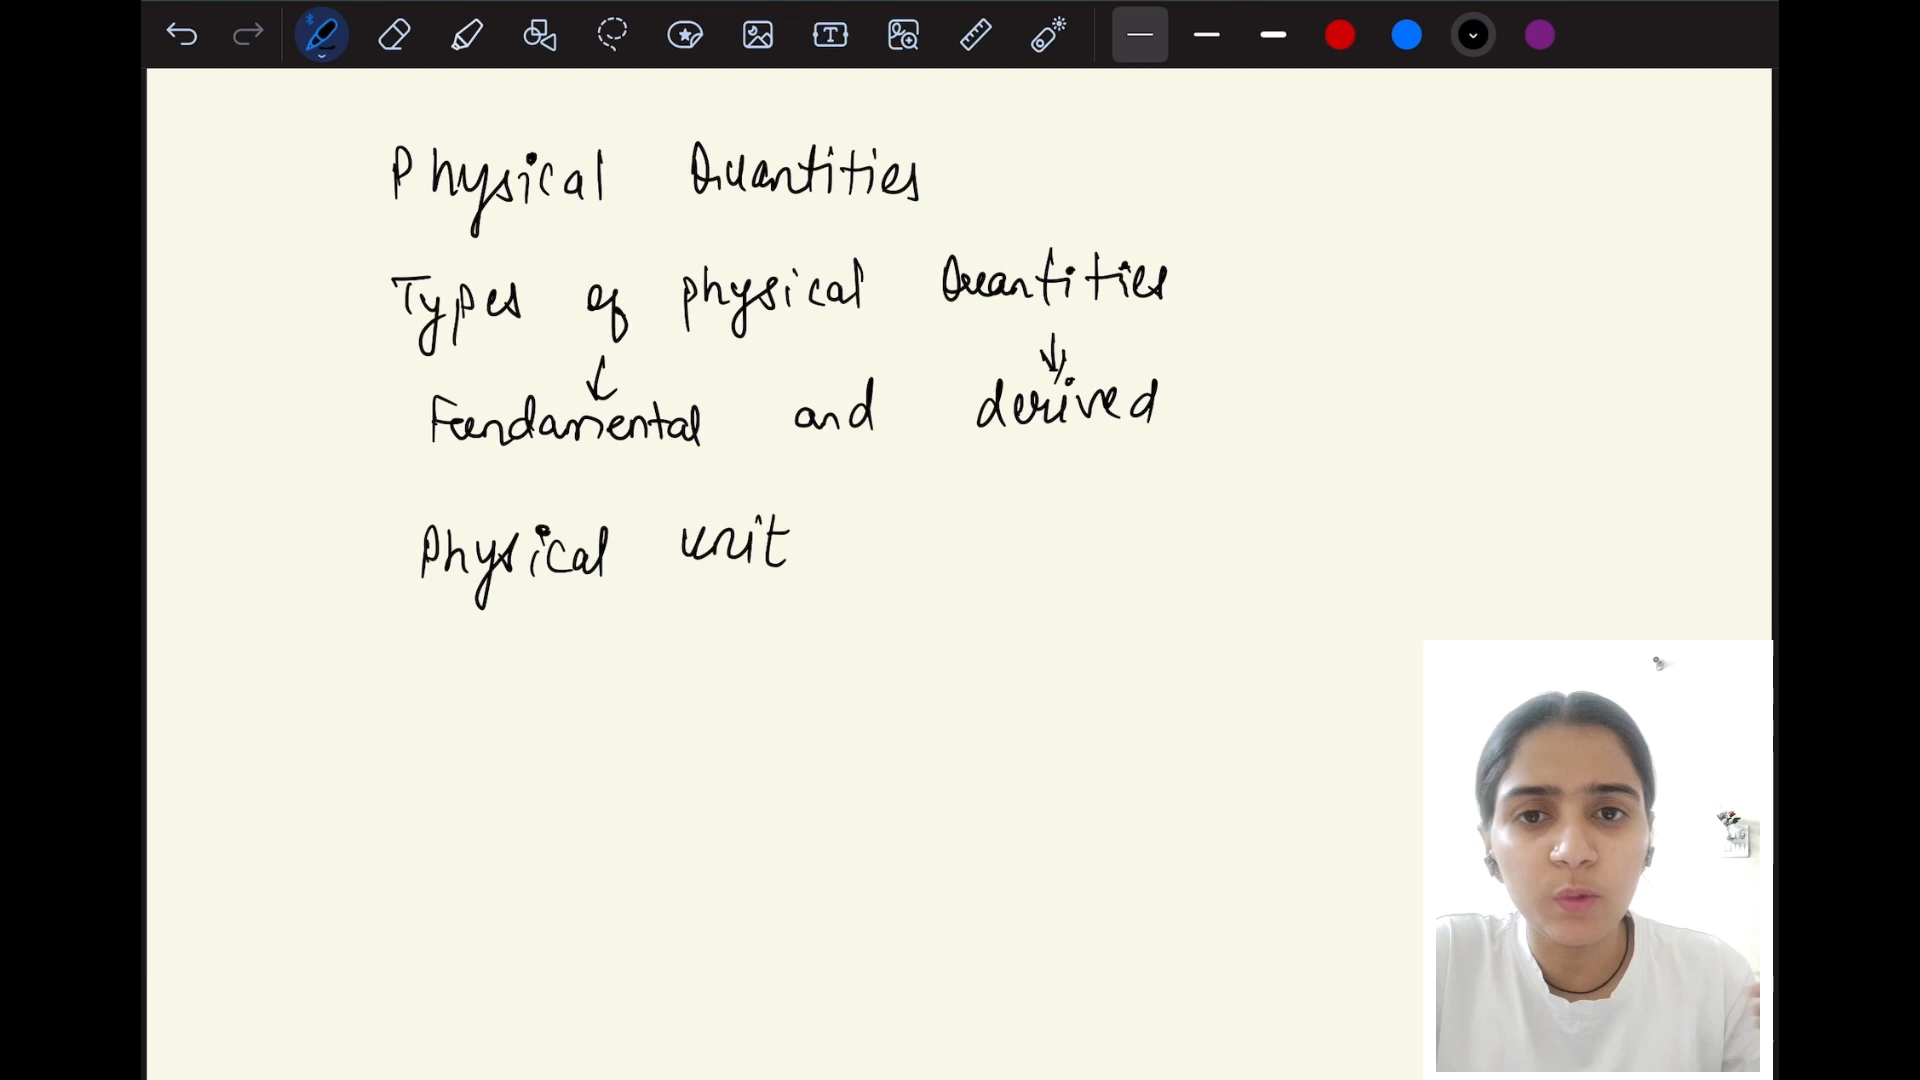 Physical Quantities
Types of physical Quantities
Fundamental and derived
Physical unit